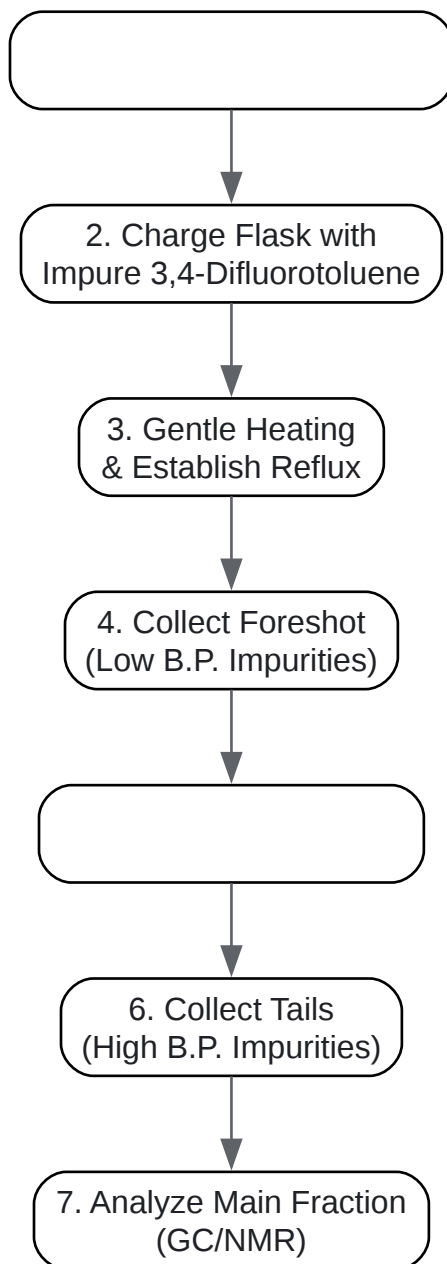 2. Charge Flask with
Impure 3,4-Difluorotoluene
3. Gentle Heating
& Establish Reflux
4. Collect Foreshot
(Low B.P. Impurities)
6. Collect Tails
(High B.P. Impurities)
7. Analyze Main Fraction
(GC/NMR)